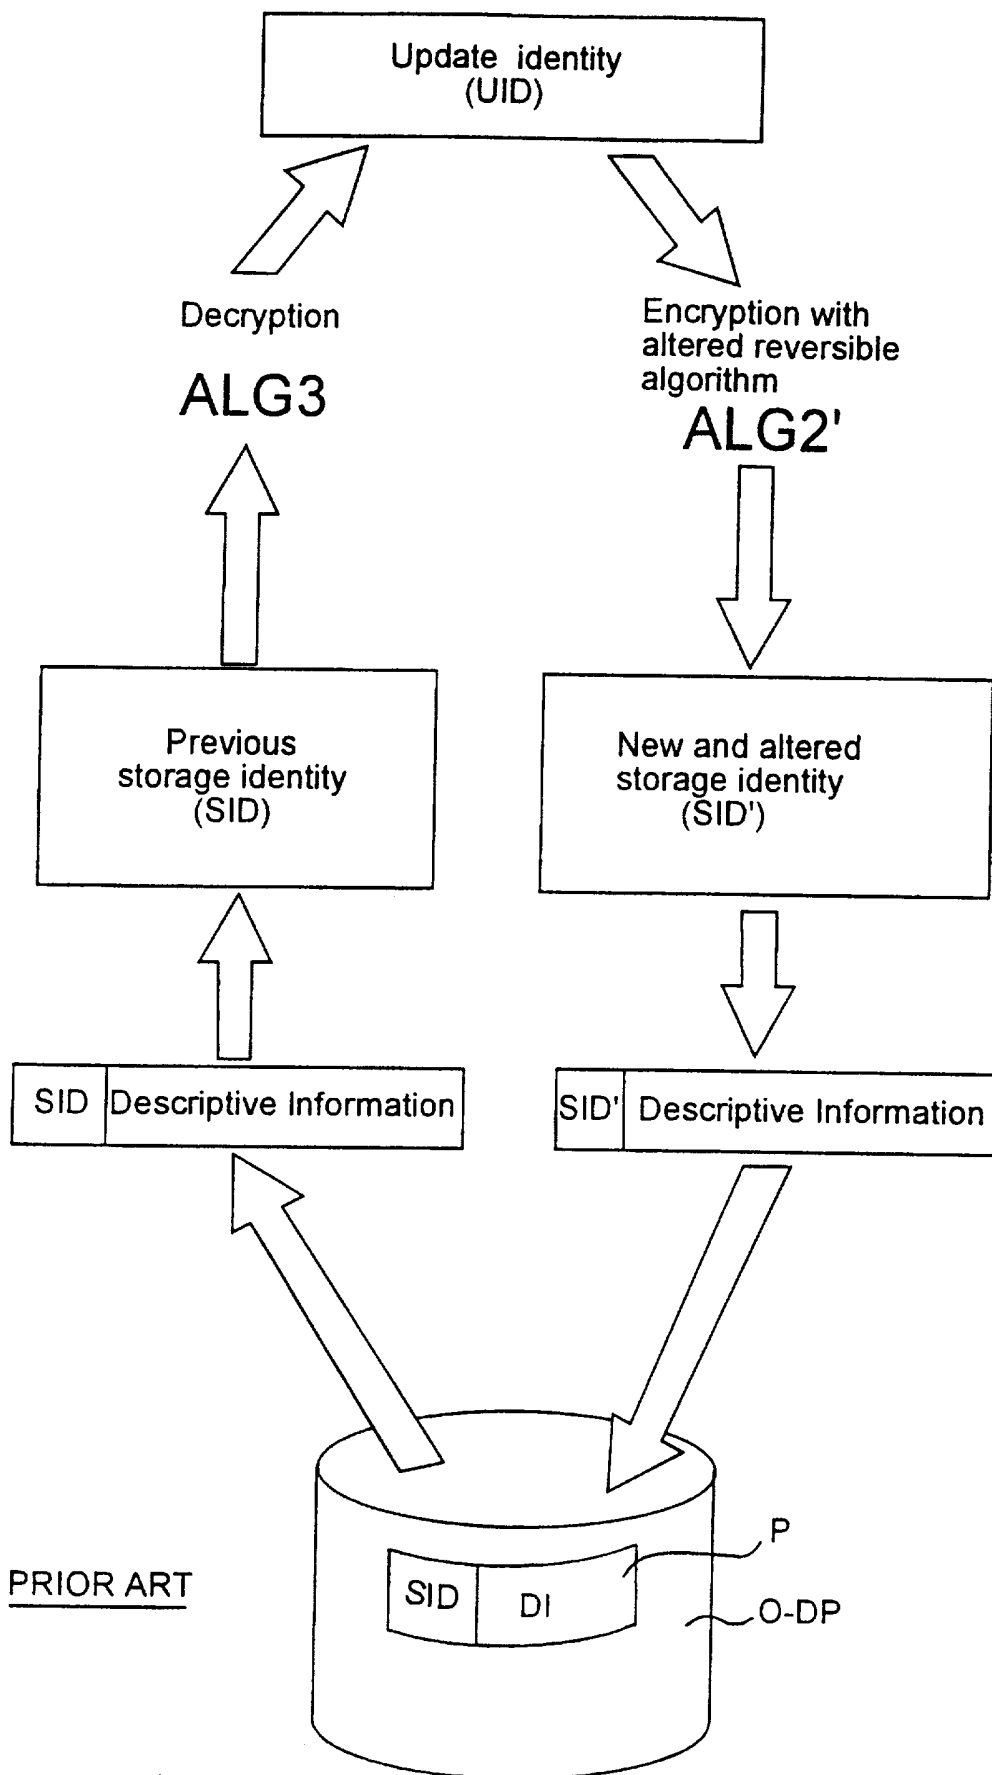 Update identity
(UID)
Decryption
ALG3
Encryption with
altered reversible
algorithm
ALG2'
Previous
storage identity
(SID)
New and altered
storage identity
(SID')
SID Descriptive Information
SID' Descriptive Information
P
SID DI
O-DP
PRIOR ART